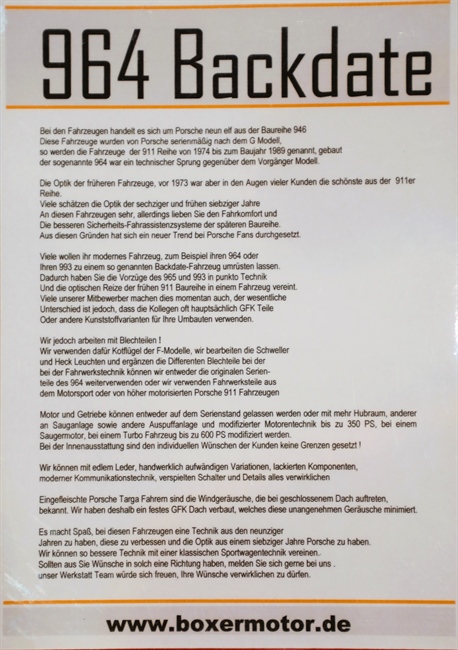 964 Backdate
Bei den Fahrzeugen handelt es sich um Porsche neun elf aus der Baureihe 946
Diese Fahrzeuge wurden von Porsche serienmäßig nach dem G Modell,
so werden die Fahrzeuge der 911 Reihe von 1974 bis zum Baujahr 1989 genannt, gebaut
der sogenannte 964 war ein technischer Sprung gegenüber dem Vorgänger Modell.
Die Optik der früheren Fahrzeuge, vor 1973 war aber in den Augen vieler Kunden die schönste aus der 911er
Reihe.
Viele schätzen die Optik der sechziger und frühen siebziger Jahre
An diesen Fahrzeugen sehr, allerdings lieben Sie den Fahrkomfort und
Die besseren Sicherheits-Fahrassistenzsysteme der späteren Baureihe.
Aus diesen Gründen hat sich ein neuer Trend bei Porsche Fans durchgesetzt.
Viele wollen ihr modernes Fahrzeug, zum Beispiel ihren 964 oder
Ihren 993 zu einem so genannten Backdate-Fahrzeug umrüsten lassen.
Dadurch haben Sie die Vorzüge des 965 und 993 in punkto Technik
Und die optischen Reize der frühen 911 Baureihe in einem Fahrzeug vereint.
Viele unserer Mitbewerber machen dies momentan auch, der wesentliche
Unterschied ist jedoch, dass die Kollegen oft hauptsächlich GFK Teile
Oder andere Kunststoffvarianten für Ihre Umbauten verwenden.
Wir jedoch arbeiten mit Blechteilen !
Wir verwenden dafür Kotflügel der F-Modelle, wir bearbeiten die Schweller
und Heck Leuchten und ergänzen die Differenten Blechteile bei der
bei der Fahrwerkstechnik können wir entweder die originalen Serien-
teile des 964 weiterverwenden oder wir verwenden Fahrwerksteile aus
dem Motorsport oder von höher motorisierten Porsche 911 Fahrzeugen
Motor und Getriebe können entweder auf dem Serienstand gelassen werden oder mit mehr Hubraum, anderer
an Sauganlage sowie andere Auspuffanlage und modifizierter Motorentechnik bis zu 350 PS, bei einem
Saugermotor, bei einem Turbo Fahrzeug bis zu 600 PS modifiziert werden.
Bei der Innenausstattung sind den individuellen Wünschen der Kunden keine Grenzen gesetzt !
Wir können mit edlem Leder, handwerklich aufwändigen Variationen, lackierten Komponenten,
moderner Kommunikationstechnik, verspielten Schalter und Details alles verwirklichen
Eingefleischte Porsche Targa Fahrern sind die Windgeräusche, die bei geschlossenem Dach auftreten,
bekannt. Wir haben deshalb ein festes GFK Dach verbaut, welches diese unangenehmen Geräusche minimiert.
Es macht Spaß, bei diesen Fahrzeugen eine Technik aus den neunziger
Jahren zu haben, diese zu verbessen und die Optik aus einem siebziger Jahre Porsche zu haben.
Wir können so bessere Technik mit einer klassischen Sportwagentechnik vereinen.
Sollten aus Sie Wünsche in solch eine Richtung haben, melden Sie sich gerne bei uns .
unser Werkstatt Team würde sich freuen, Ihre Wünsche verwirklichen zu dürfen.
www.boxermotor.de